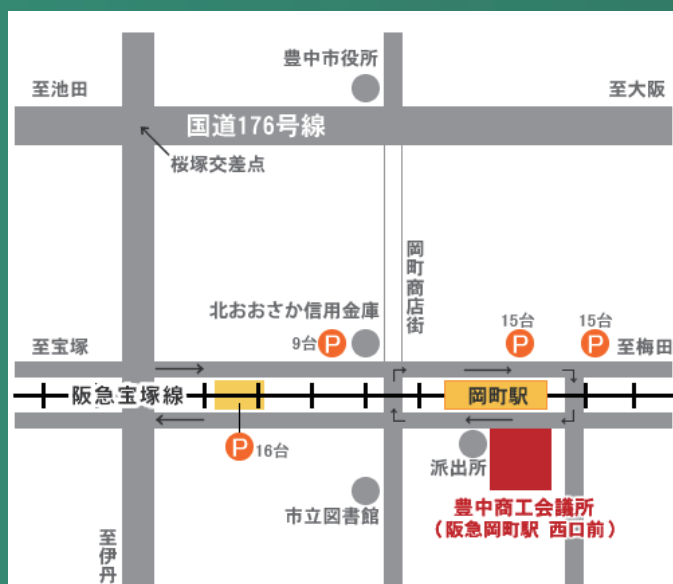 豊中市役所
至池田
至大阪
国道176号線
桜塚交差点
岡町商店街
北おおさか信用金庫
15台
15台
9台
P
P
P
至宝塚
至梅田
阪急宝塚線
岡町駅
P
16台
派出所
市立図書館
豊中商工会議所
(阪急岡町駅 西口前)
至伊丹